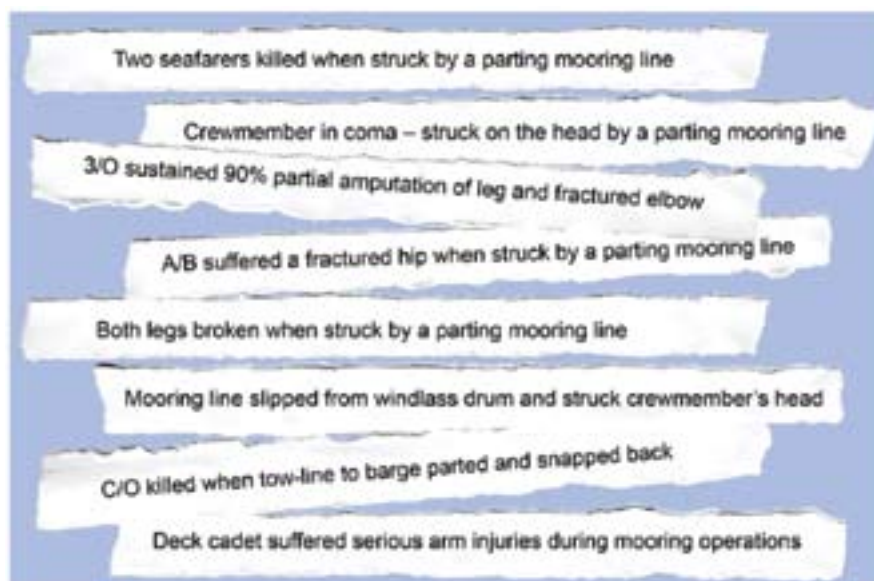 Two seafarers killed when struck by a parting mooring line
Crewmember in coma – struck on the head by a parting mooring line
3/O sustained 90% partial amputation of leg and fractured elbow
A/B suffered a fractured hip when struck by a parting mooring line
Both legs broken when struck by a parting mooring line
Mooring line slipped from windlass drum and struck crewmember's head
C/O killed when tow-line to barge parted and snapped back
Deck cadet suffered serious arm injuries during mooring operations